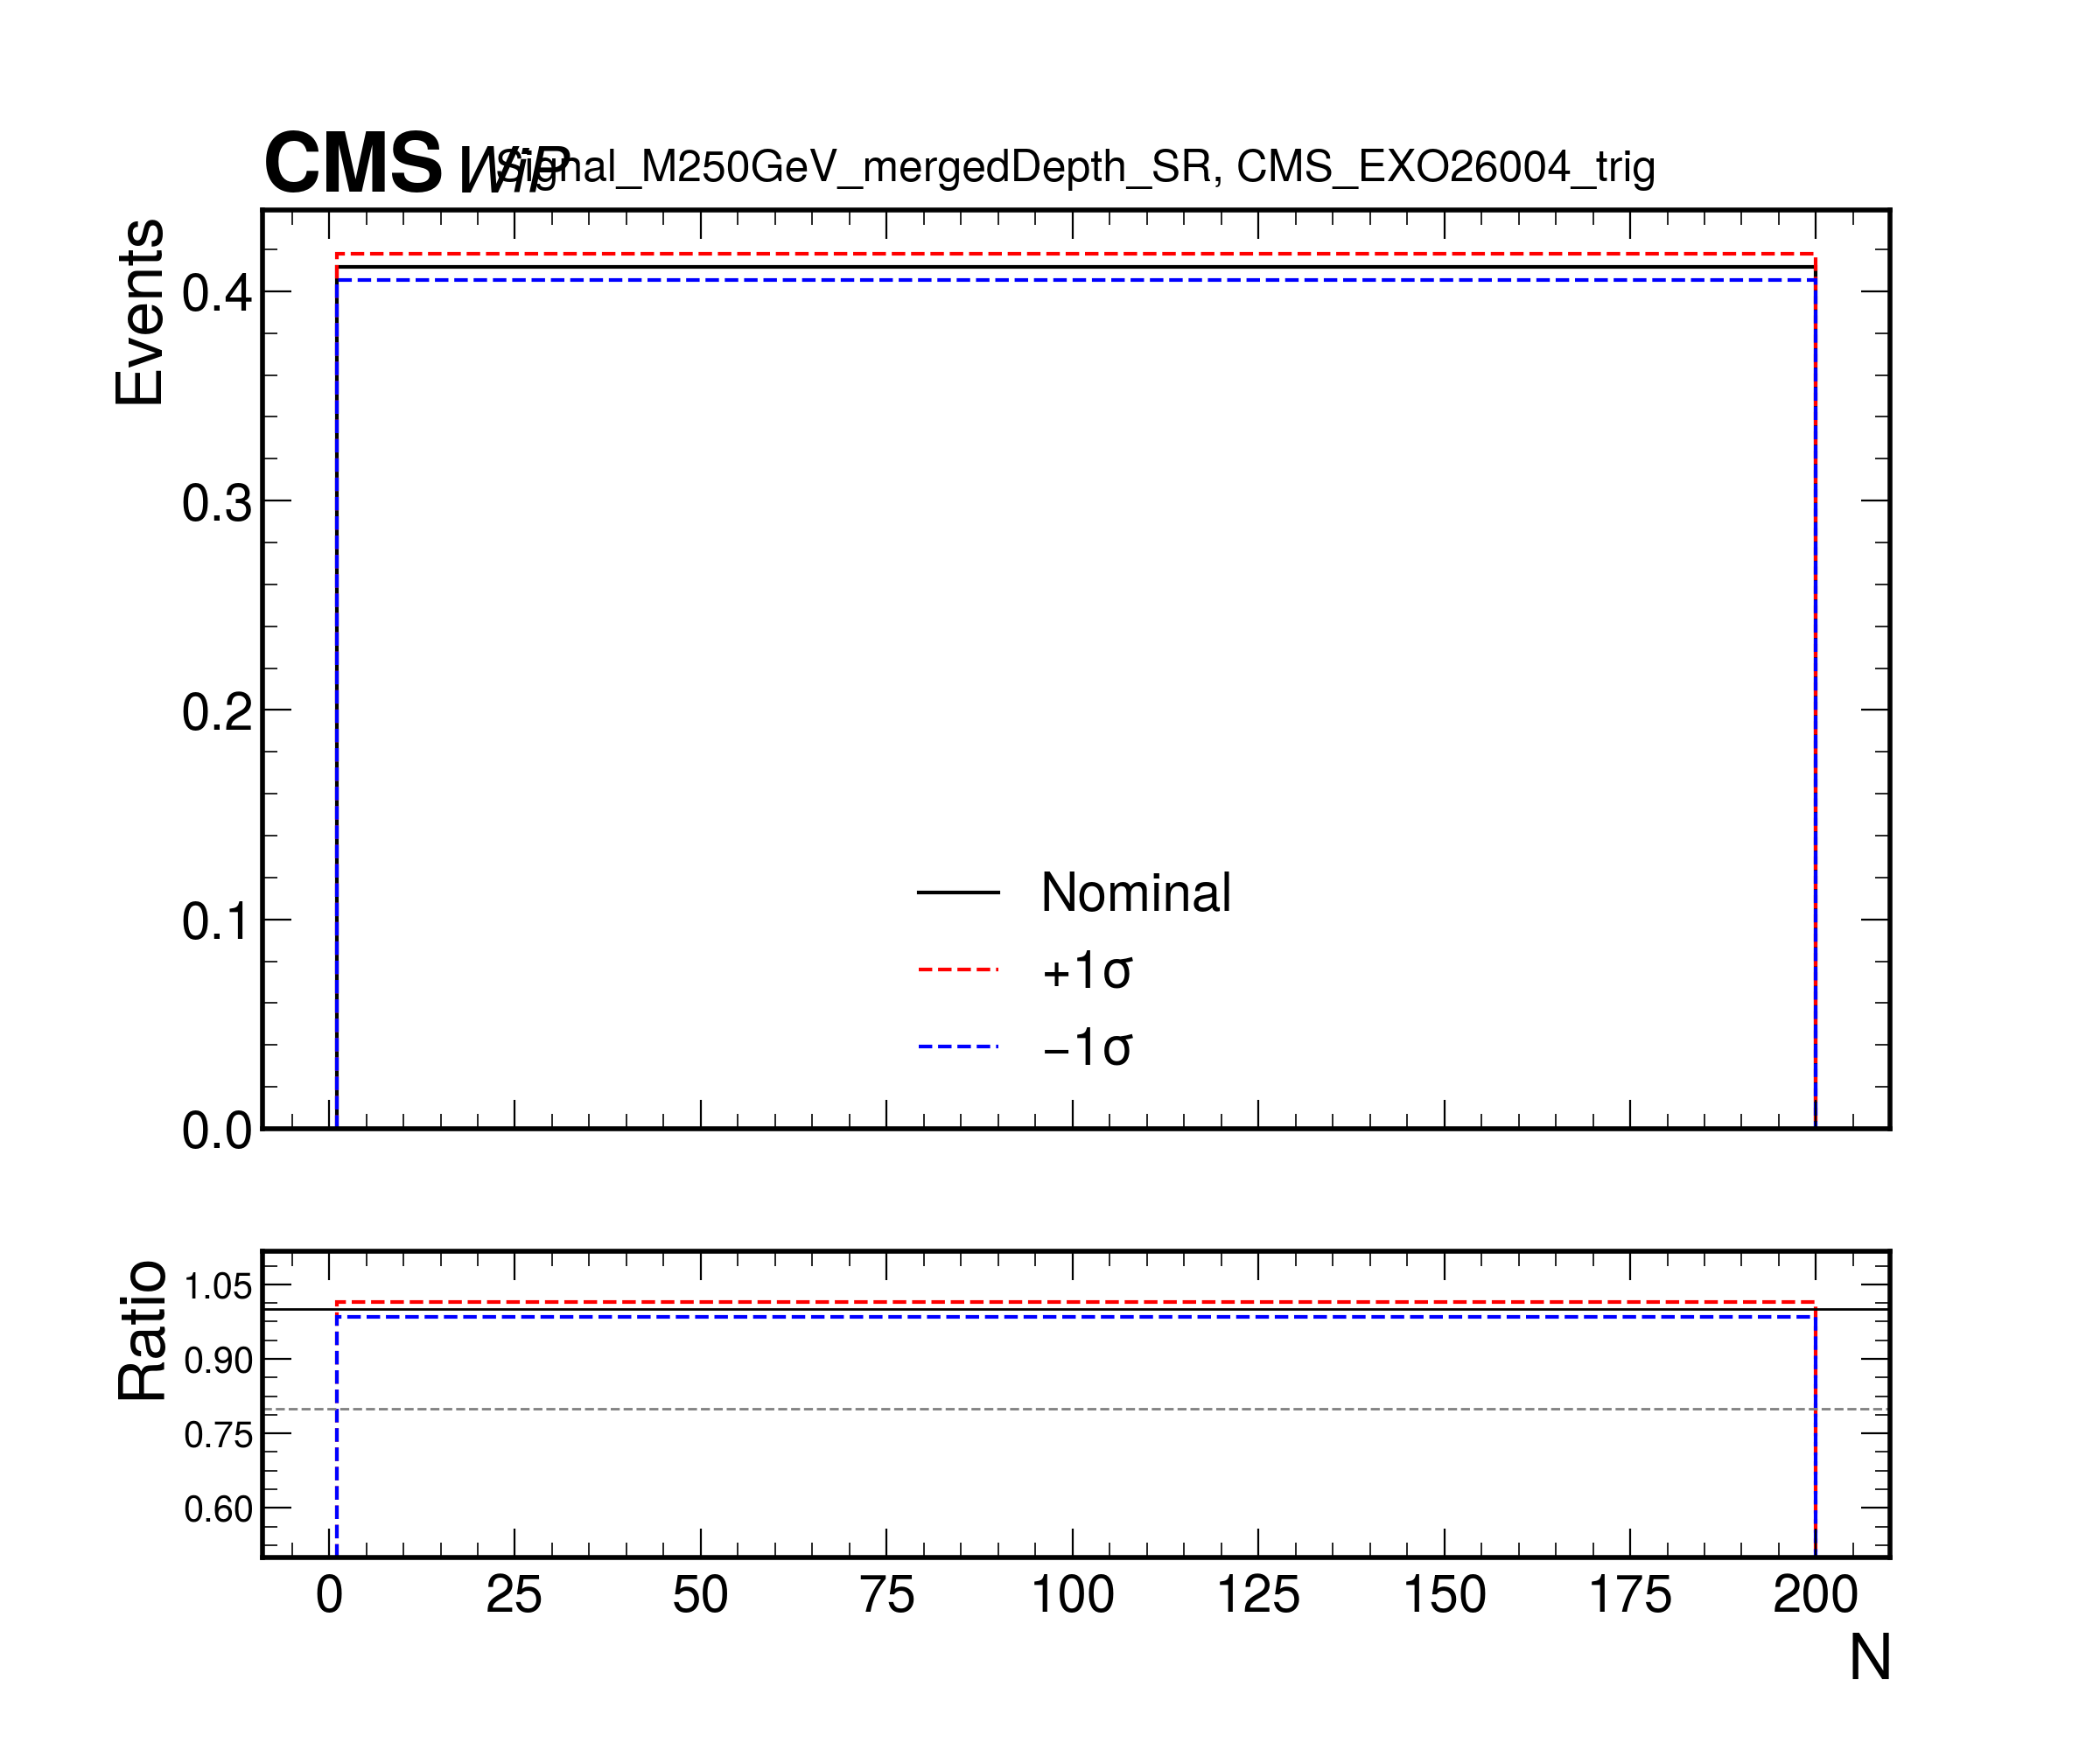 CMS WiP
Signal_M250GeV_mergedDepth_SR, CMS_EXO26004_trig
Events
0.4
0.3
0.2
0.1
0.0
Nominal
+1σ
−1σ
Ratio
1.05
0.90
0.75
0.60
0 25 50 75 100 125 150 175 200
N